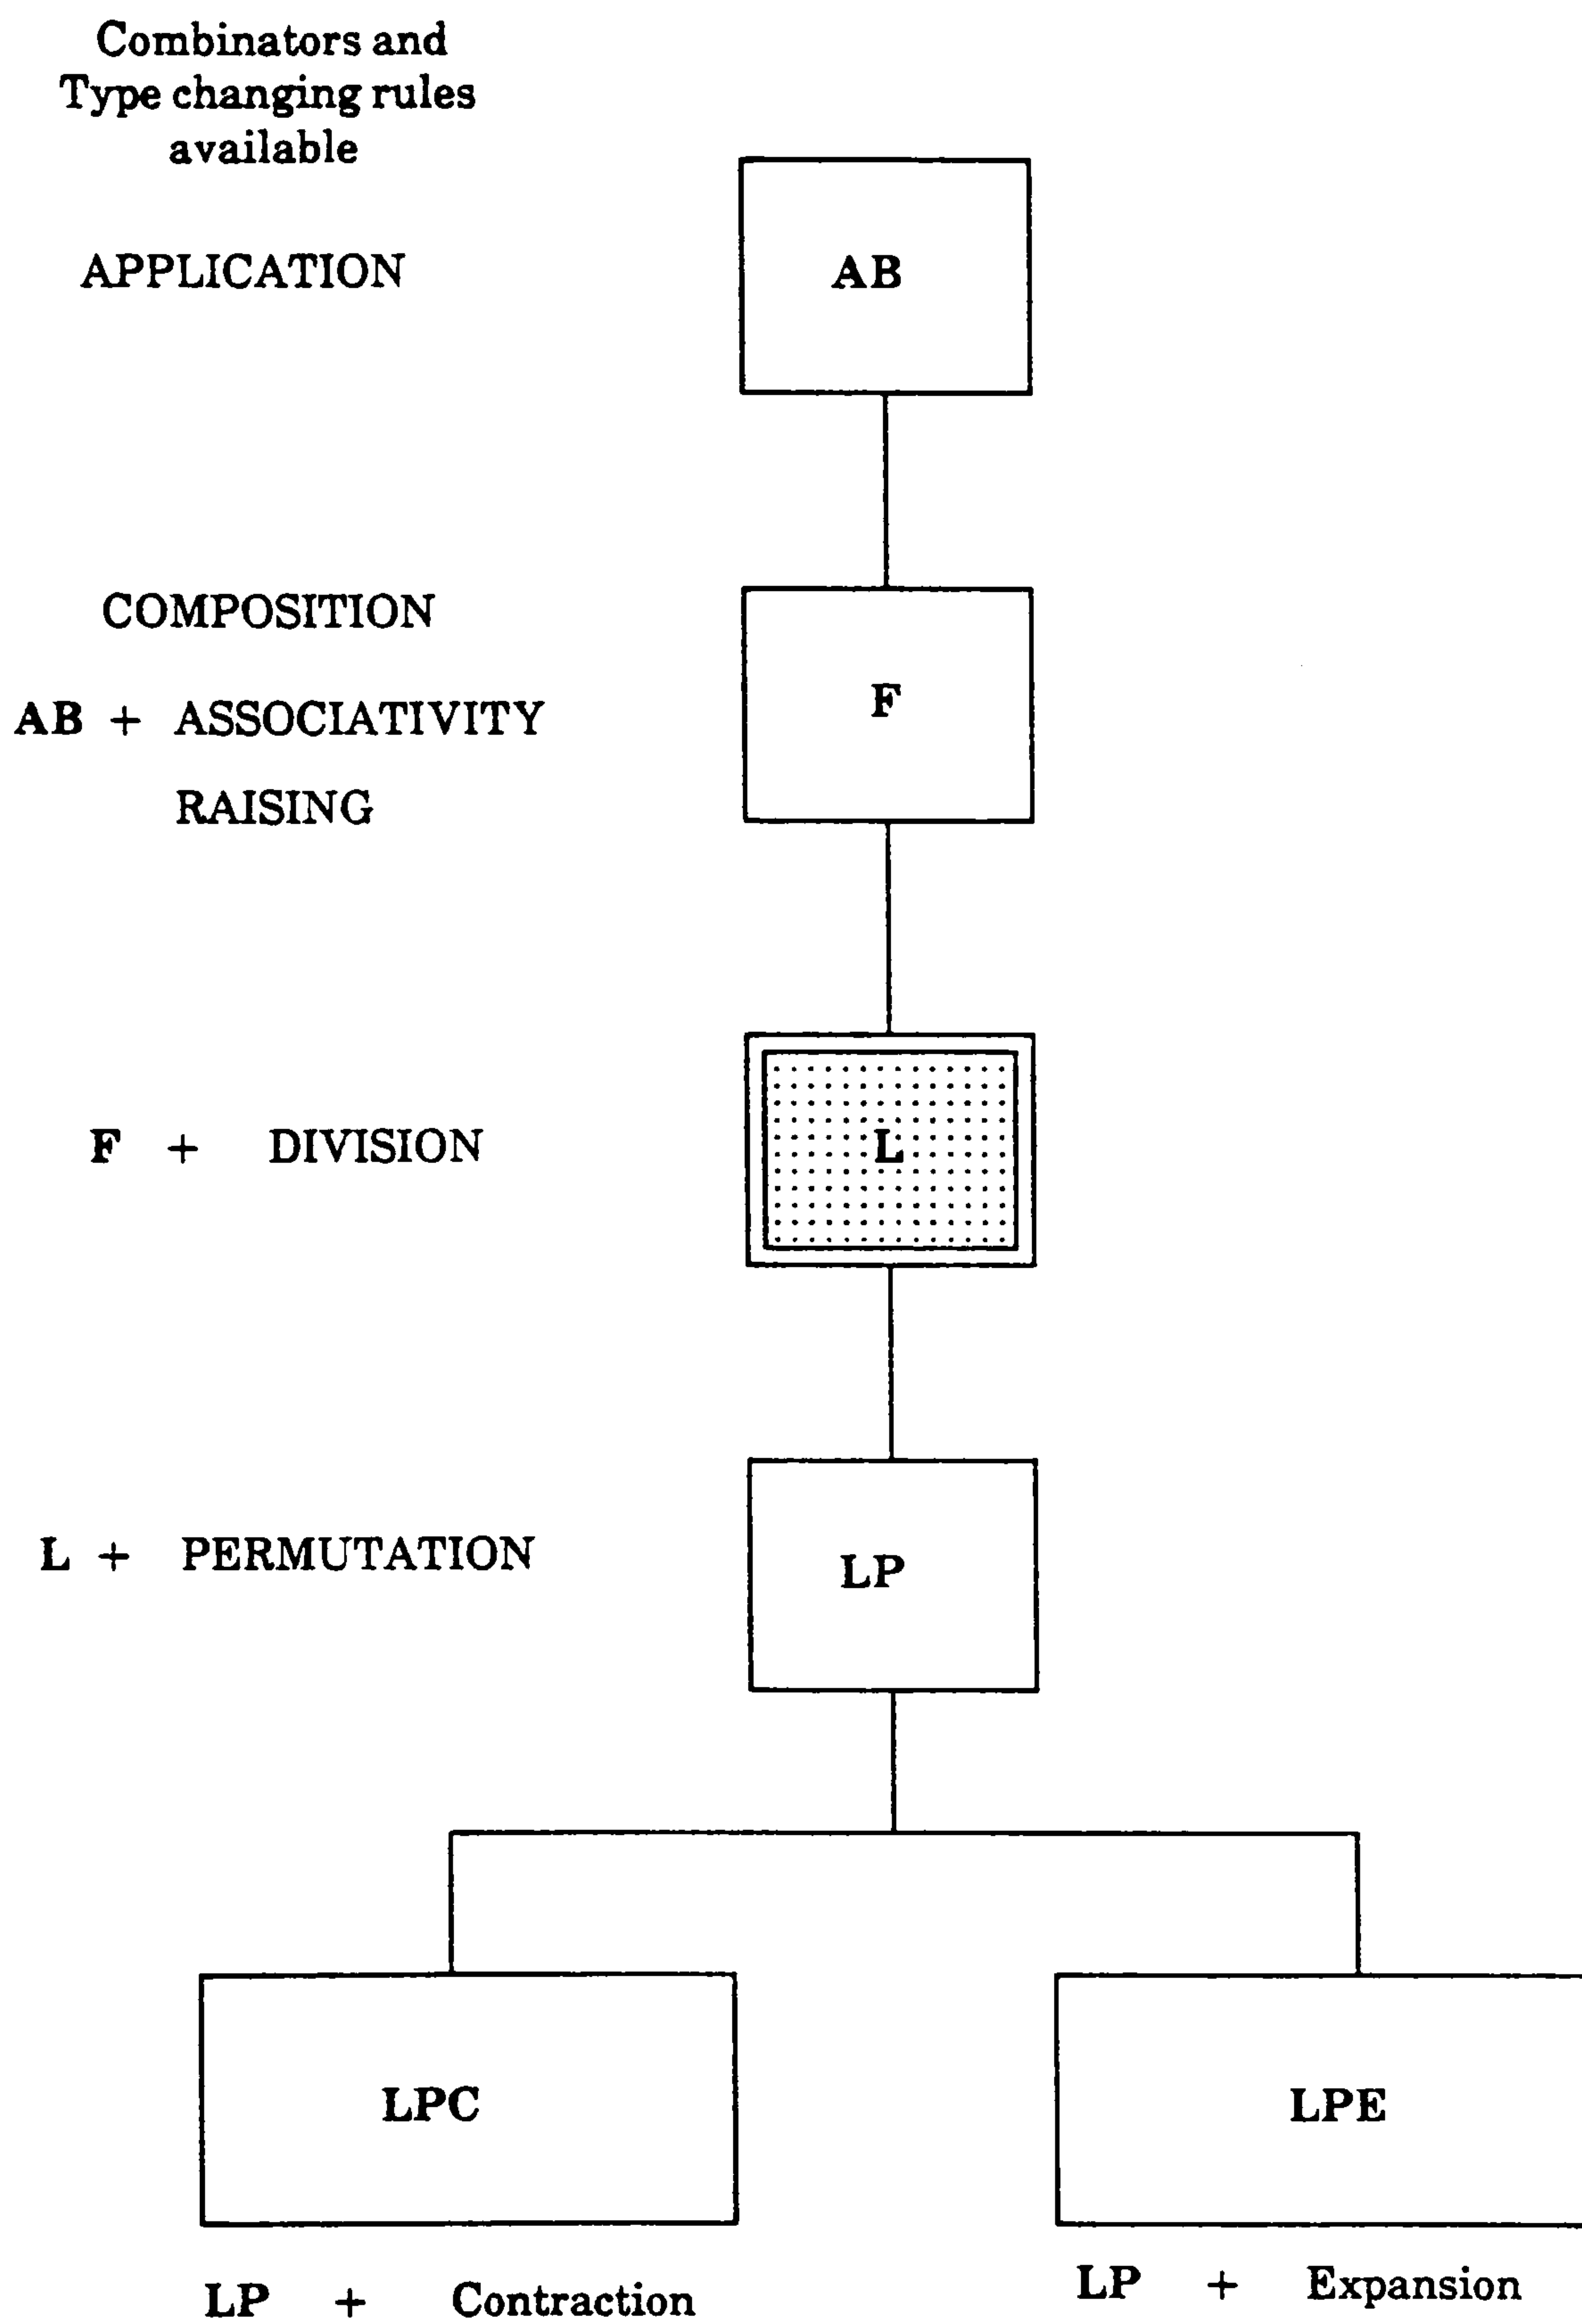 Combinators and
Type changing rules
available
APPLICATION
AB
COMPOSITION
AB + ASSOCIATIVITY
RAISING
F
F + DIVISION
L
L + PERMUTATION
LP
LPC
LPE
LP + Contraction
LP + Expansion